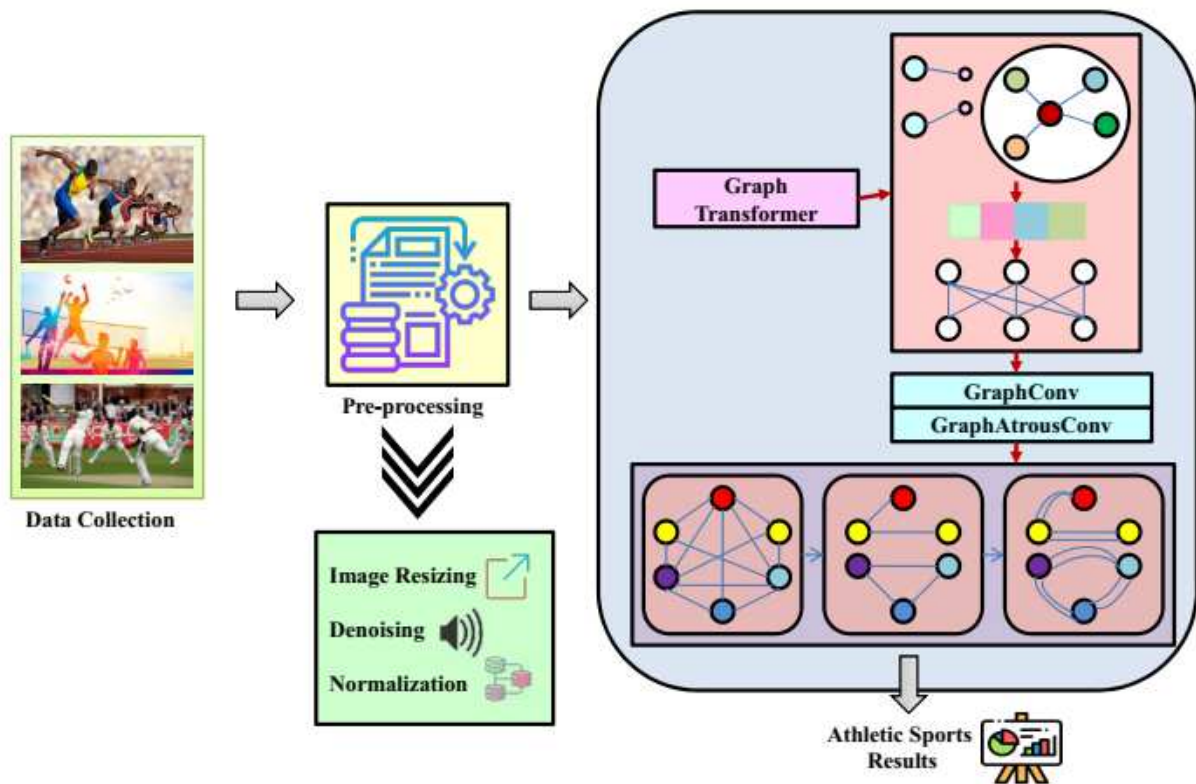 Data Collection
Pre-processing
Image Resizing
Denoising
Normalization
Graph
Transformer
GraphConv
GraphAtrousConv
Athletic Sports
Results